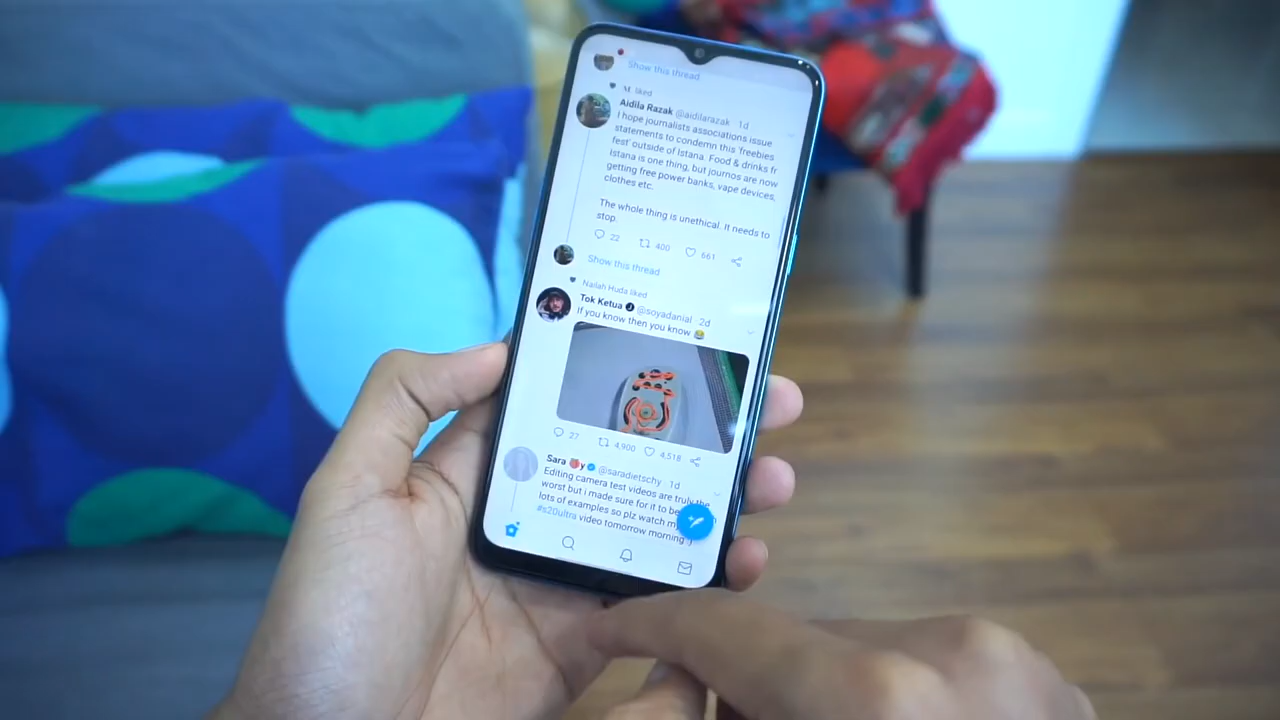 Show this thread
M. liked
Aidila Razak @aidilarazak · 1d
I hope journalists associations issue
statements to condemn this 'freebies
fest' outside of Istana. Food & drinks fr
Istana is one thing, but journos are now
getting free power banks, vape devices,
clothes etc.
The whole thing is unethical. It needs to
stop.
22 400 661
Show this thread
Nailah Huda liked
Tok Ketua @soyadanial · 2d
If you know then you know 😂
27 4,900 4,518
Sara y @saradietschy · 1d
Editing camera test videos are truly the
worst but i made sure for it to be
lots of examples so plz watch
#s20ultra video tomorrow morning :)